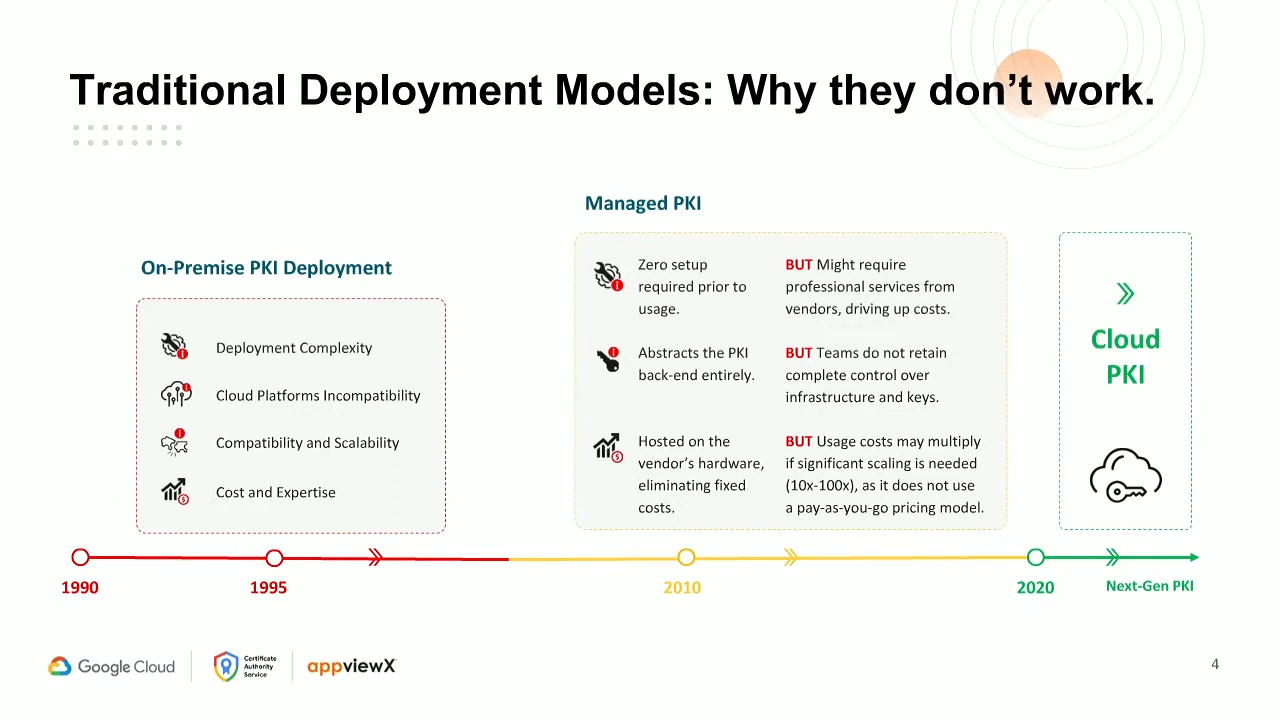 Traditional Deployment Models: Why they don’t work.
On-Premise PKI Deployment
Deployment Complexity
Cloud Platforms Incompatibility
Compatibility and Scalability
Cost and Expertise
Managed PKI
Zero setup
required prior to
usage.
BUT Might require
professional services from
vendors, driving up costs.
Abstracts the PKI
back-end entirely.
BUT Teams do not retain
complete control over
infrastructure and keys.
Hosted on the
vendor’s hardware,
eliminating fixed
costs.
BUT Usage costs may multiply
if significant scaling is needed
(10x-100x), as it does not use
a pay-as-you-go pricing model.
Cloud
PKI
1990
1995
2010
2020
Next-Gen PKI
Google Cloud
Certificate
Authority
Service
appviewX
4